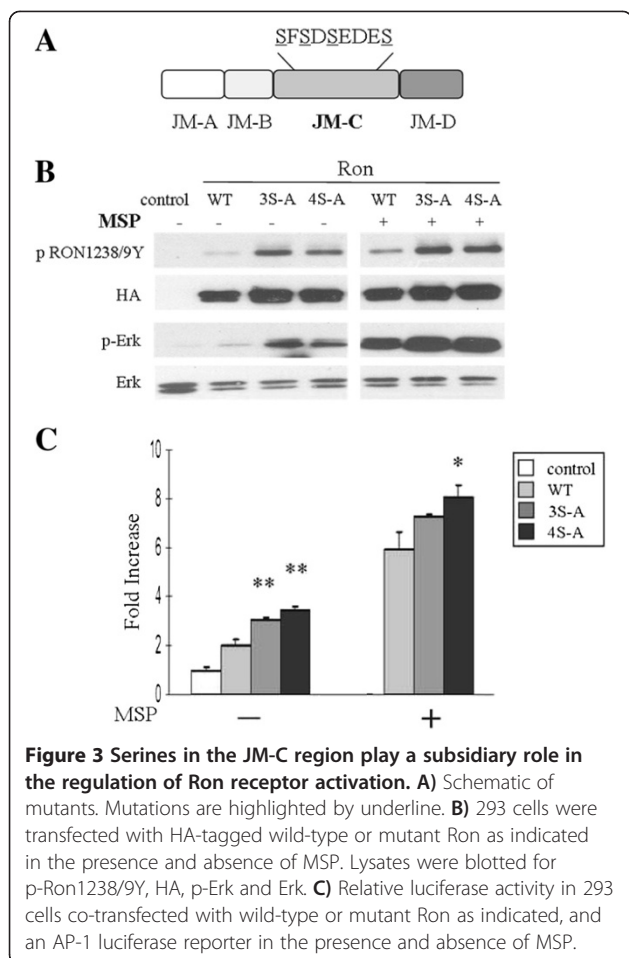 A
SFSDSEDES
JM-A JM-B JM-C JM-D
B
Ron
control WT 3S-A 4S-A WT 3S-A 4S-A
MSP - - - - + + +
p RON1238/9Y
HA
p-Erk
Erk
C
10
8
6
4
2
0
Fold Increase
** ** *
control
WT
3S-A
4S-A
MSP — +
Figure 3 Serines in the JM-C region play a subsidiary role in
the regulation of Ron receptor activation. A) Schematic of
mutants. Mutations are highlighted by underline. B) 293 cells were
transfected with HA-tagged wild-type or mutant Ron as indicated
in the presence and absence of MSP. Lysates were blotted for
p-Ron1238/9Y, HA, p-Erk and Erk. C) Relative luciferase activity in 293
cells co-transfected with wild-type or mutant Ron as indicated, and
an AP-1 luciferase reporter in the presence and absence of MSP.